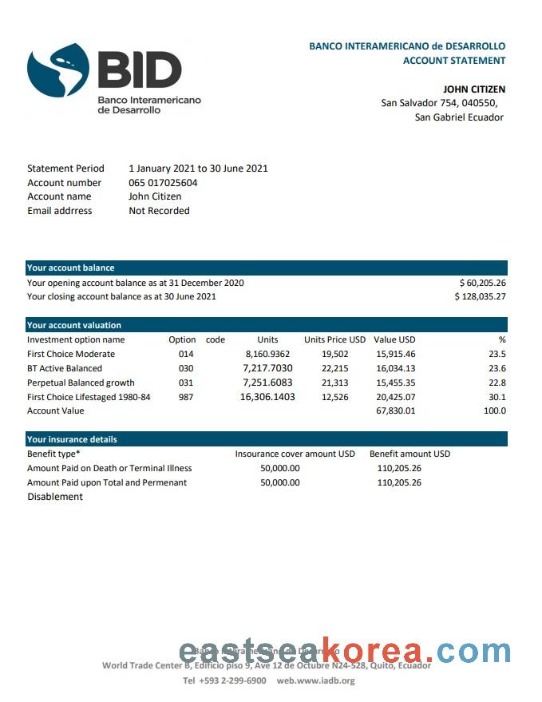 BID
Banco Interamericano
de Desarrollo
BANCO INTERAMERICANO de DESARROLLO
ACCOUNT STATEMENT
JOHN CITIZEN
San Salvador 754, 040550,
San Gabriel Ecuador
Statement Period 1 January 2021 to 30 June 2021
Account number 065 017025604
Account name John Citizen
Email addrress Not Recorded
Your account balance
Your opening account balance as at 31 December 2020 $ 60,205.26
Your closing account balance as at 30 June 2021 $ 128,035.27
Your account valuation
Investment option name Option code Units Units Price USD Value USD %
First Choice Moderate 014 8,160.9362 19,502 15,915.46 23.5
BT Active Balanced 030 7,217.7030 22,215 16,034.13 23.6
Perpetual Balanced growth 031 7,251.6083 21,313 15,455.35 22.8
First Choice Lifestaged 1980-84 987 16,306.1403 12,526 20,425.07 30.1
Account Value 67,830.01 100.0
Your insurance details
Benefit type* Insourance cover amount USD Benefit amount USD
Amount Paid on Death or Terminal Illness 50,000.00 110,205.26
Amount Paid upon Total and Permenant 50,000.00 110,205.26
Disablement
eastseakorea.com
World Trade Center B, Edificio piso 9, Ave 12 de Octubre N24-528, Quito, Ecuador
Tel +593 2-299-6900 web.www.iadb.org